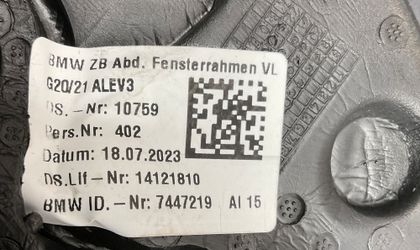 BMW ZB Abd. Fensterrahmen VL
G20/21 ALEV3
DS.-Nr: 10759
Pers.Nr: 402
Datum: 18.07.2023
DS.Llf-Nr: 14121810
BMW ID.-Nr: 7447219 AI 15